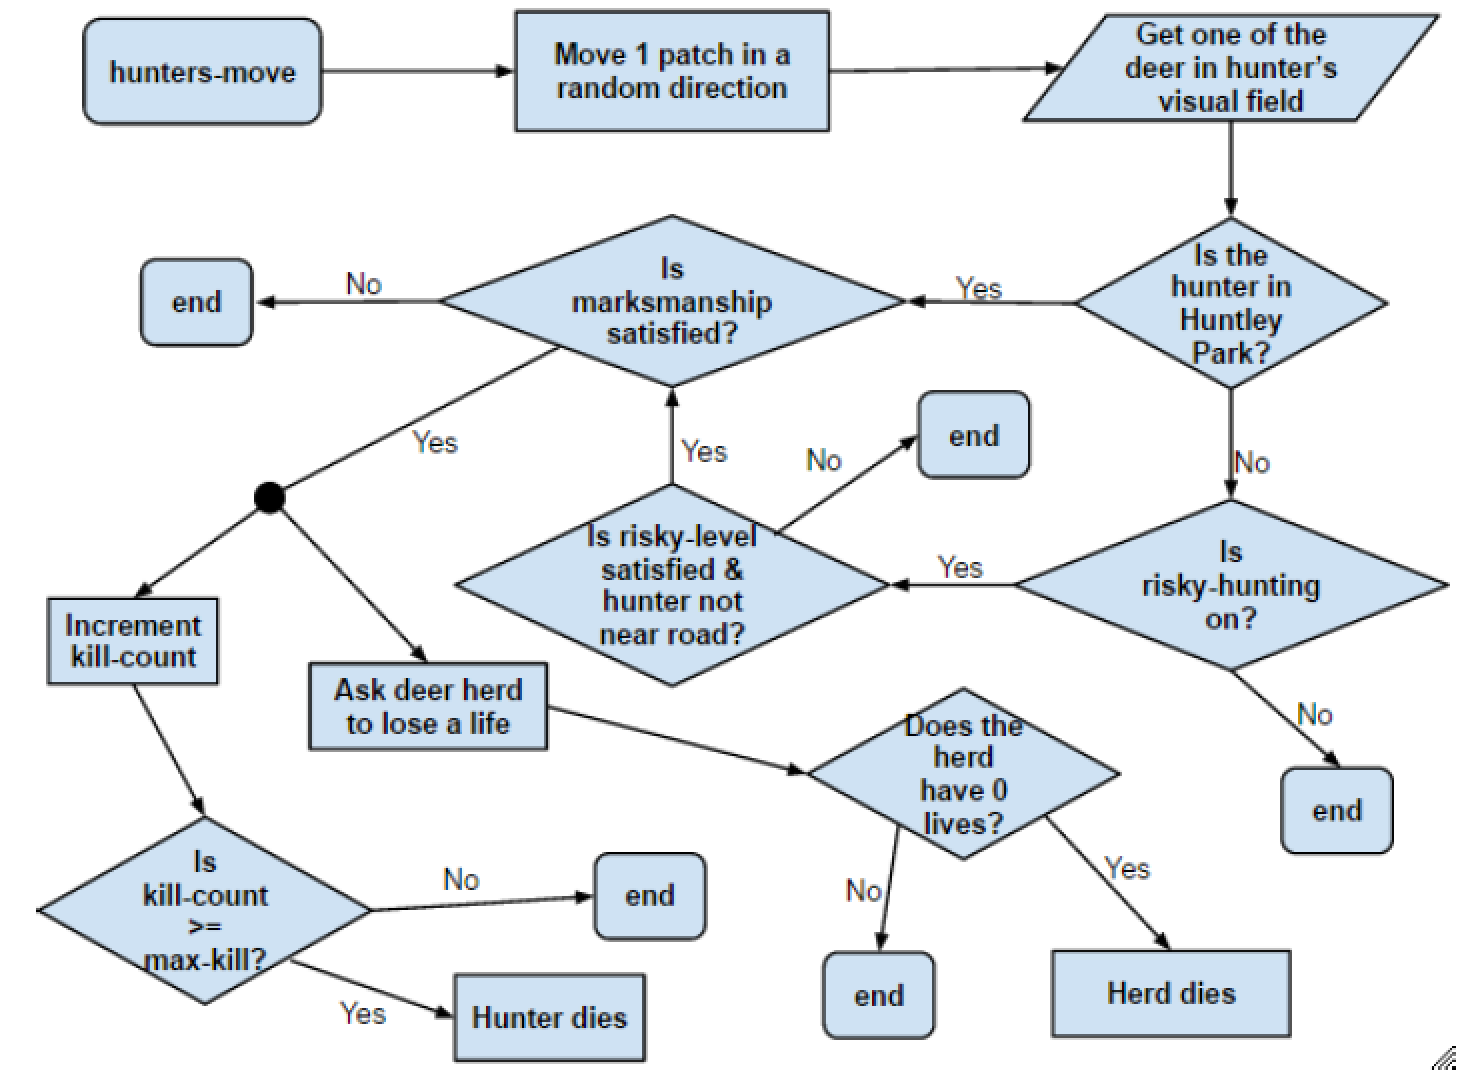 hunters-move
Move 1 patch in a
random direction
Get one of the
deer in hunter's
visual field
Is the
hunter in
Huntley
Park?
Yes
No
Is
marksmanship
satisfied?
No
end
Yes
Is
risky-hunting
on?
Yes
No
end
Is risky-level
satisfied &
hunter not
near road?
Yes
No
end
Increment
kill-count
Ask deer herd
to lose a life
Does the
herd
have 0
lives?
No
end
Yes
Herd dies
Is
kill-count
>=
max-kill?
No
end
Yes
Hunter dies